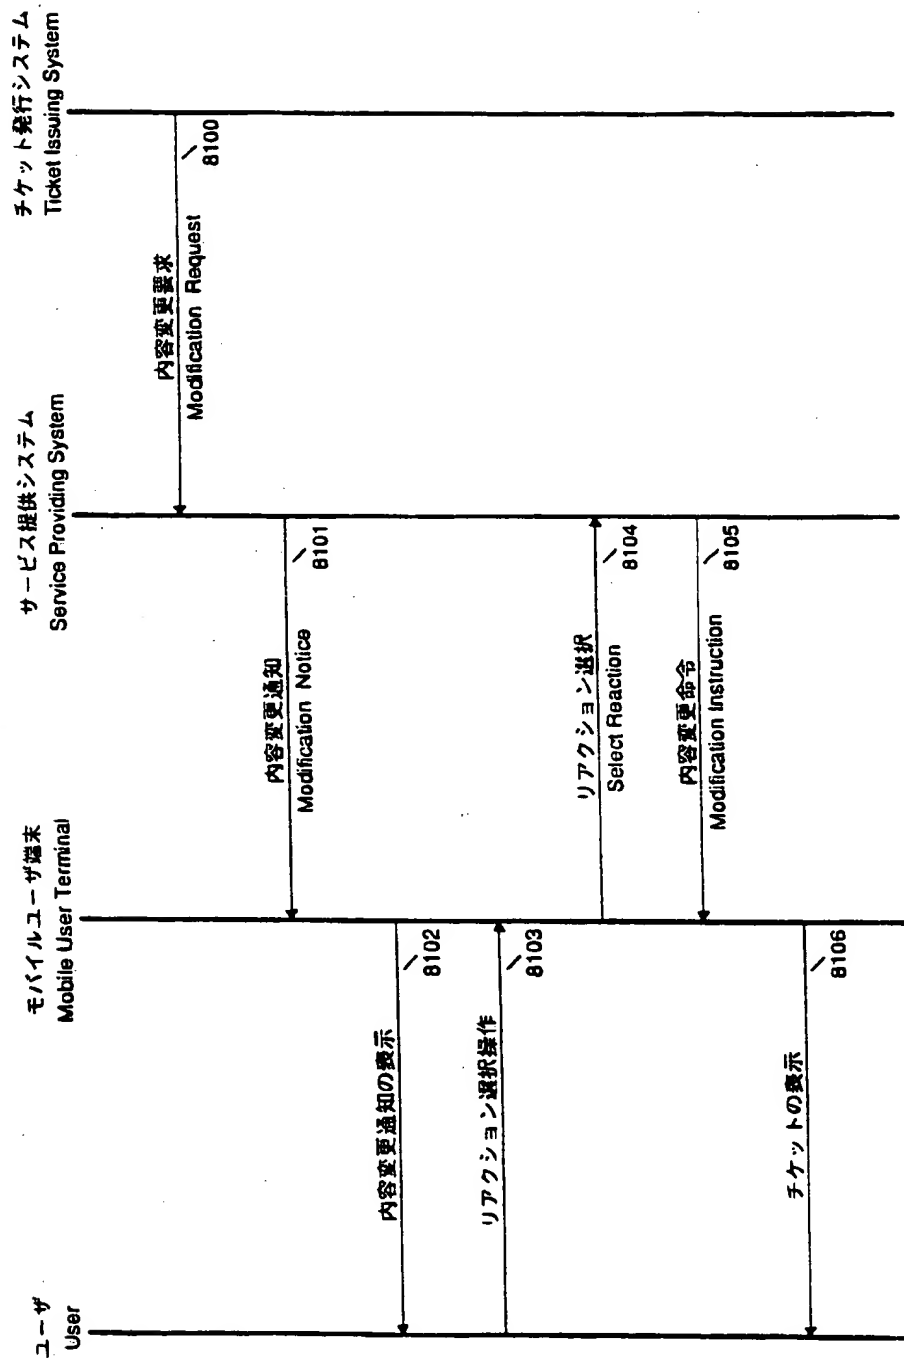 ユーザ
User
モバイルユーザ端末
Mobile User Terminal
サービス提供システム
Service Providing System
チケット発行システム
Ticket Issuing System
内容変更要求
Modification Request
8100
内容変更通知
Modification Notice
8101
内容変更通知の表示
8102
リアクション選択操作
8103
リアクション選択
Select Reaction
8104
内容変更命令
Modification Instruction
8105
チケットの表示
8106